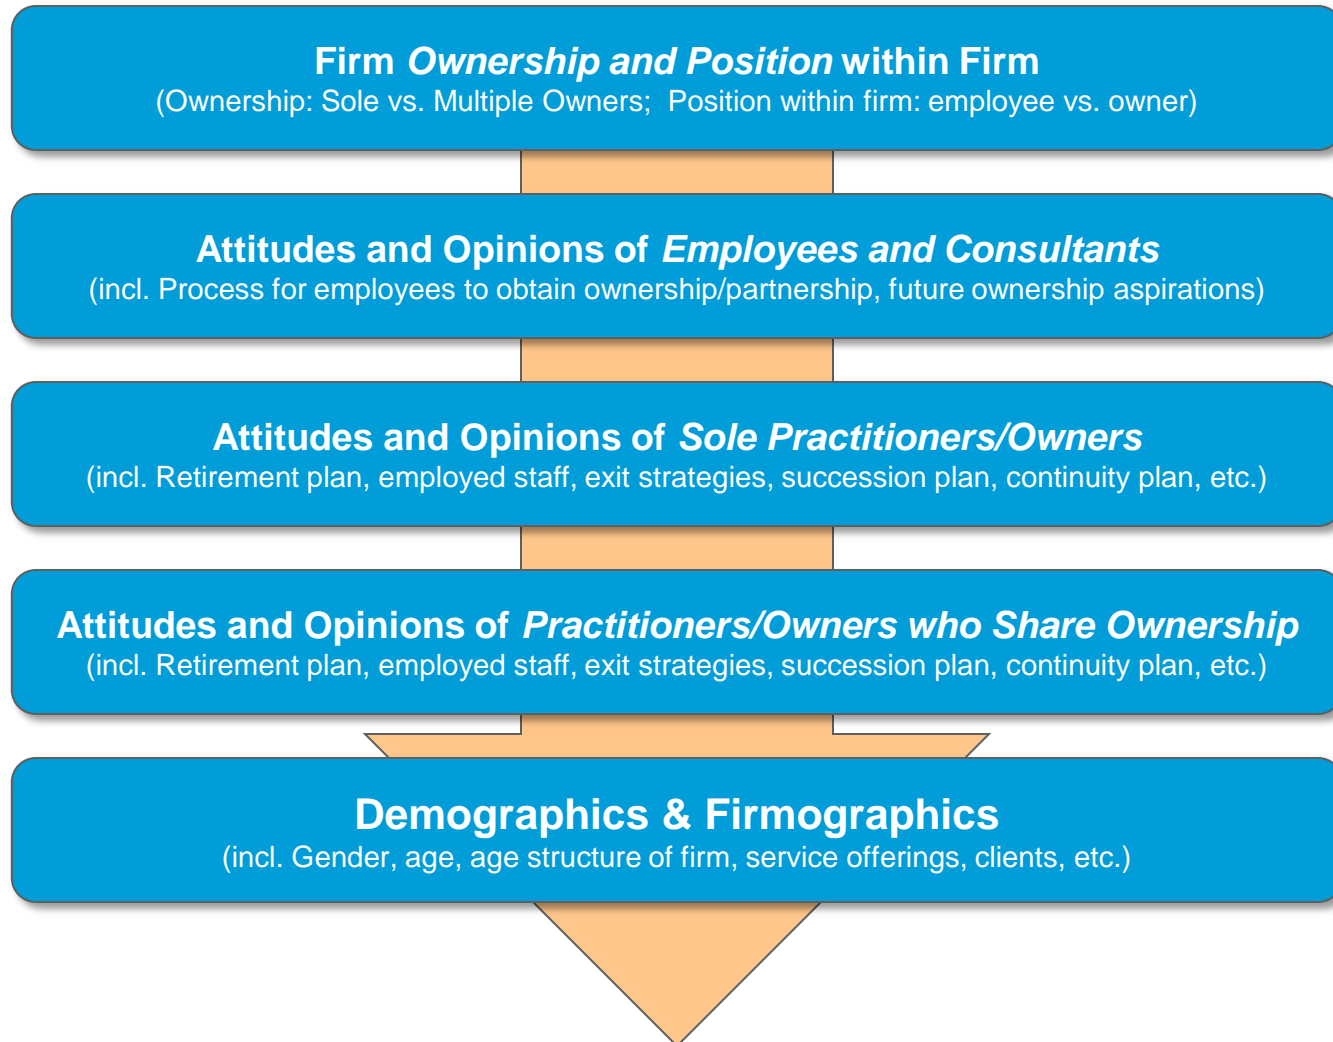 Firm Ownership and Position within Firm
(Ownership: Sole vs. Multiple Owners; Position within firm: employee vs. owner)
Attitudes and Opinions of Employees and Consultants
(incl. Process for employees to obtain ownership/partnership, future ownership aspirations)
Attitudes and Opinions of Sole Practitioners/Owners
(incl. Retirement plan, employed staff, exit strategies, succession plan, continuity plan, etc.)
Attitudes and Opinions of Practitioners/Owners who Share Ownership
(incl. Retirement plan, employed staff, exit strategies, succession plan, continuity plan, etc.)
Demographics & Firmographics
(incl. Gender, age, age structure of firm, service offerings, clients, etc.)